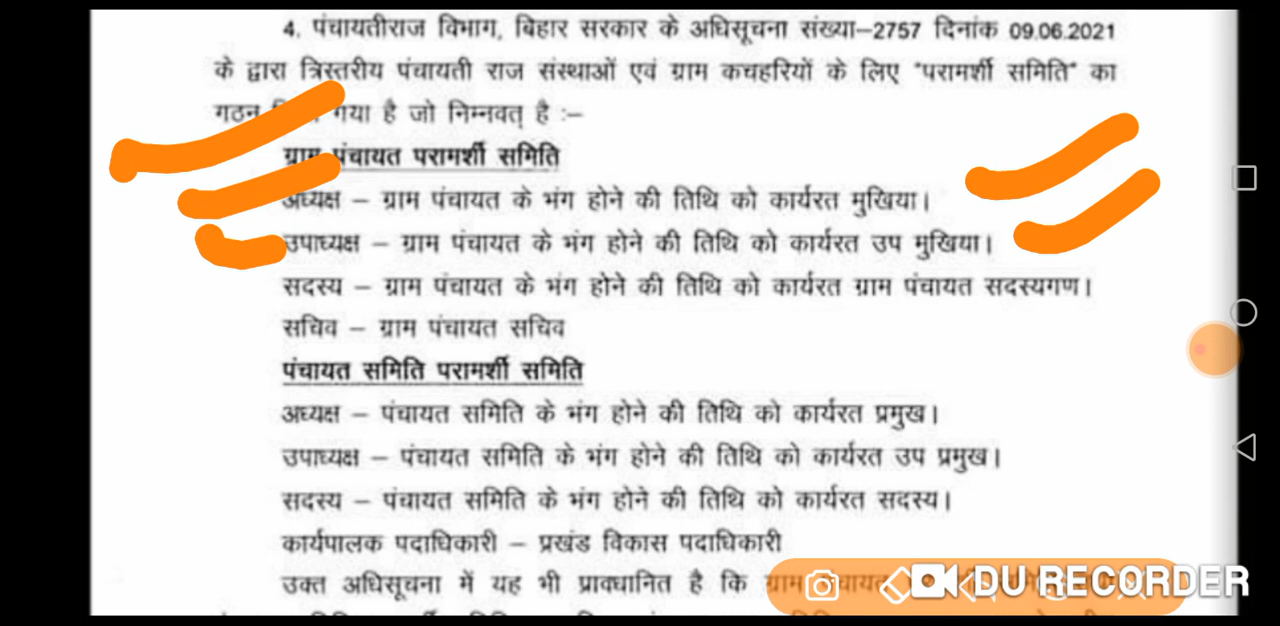 4. पंचायतीराज विभाग, बिहार सरकार के अधिसूचना संख्या–2757 दिनांक 09.06.2021
के द्वारा त्रिस्तरीय पंचायती राज संस्थाओं एवं ग्राम कचहरियों के लिए "परामर्शी समिति" का
गठन गया है जो निम्नवत् है :–
ग्राम पंचायत परामर्शी समिति
अध्यक्ष – ग्राम पंचायत के भंग होने की तिथि को कार्यरत मुखिया।
उपाध्यक्ष – ग्राम पंचायत के भंग होने की तिथि को कार्यरत उप मुखिया।
सदस्य – ग्राम पंचायत के भंग होने की तिथि को कार्यरत ग्राम पंचायत सदस्यगण।
सचिव – ग्राम पंचायत सचिव
पंचायत समिति परामर्शी समिति
अध्यक्ष – पंचायत समिति के भंग होने की तिथि को कार्यरत प्रमुख।
उपाध्यक्ष – पंचायत समिति के भंग होने की तिथि को कार्यरत उप प्रमुख।
सदस्य – पंचायत समिति के भंग होने की तिथि को कार्यरत सदस्य।
कार्यपालक पदाधिकारी – प्रखंड विकास पदाधिकारी
उक्त अधिसूचना में यह भी प्रावधानित है कि ग्राम पंचायत
DU RECORDER